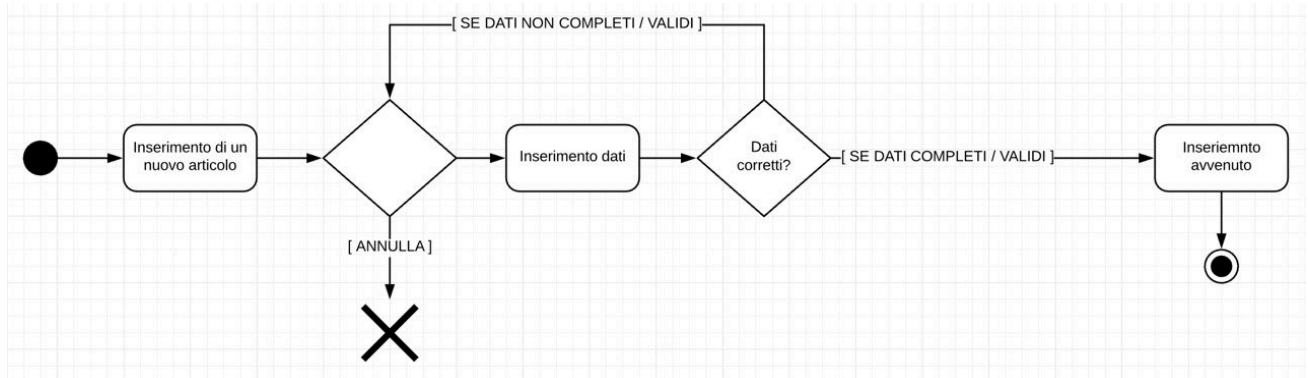 [ SE DATI NON COMPLETI / VALIDI ]
Inserimento di un
nuovo articolo
Inserimento dati
Dati
corretti?
[ SE DATI COMPLETI / VALIDI ]
Inseriemnto
avvenuto
[ ANNULLA ]